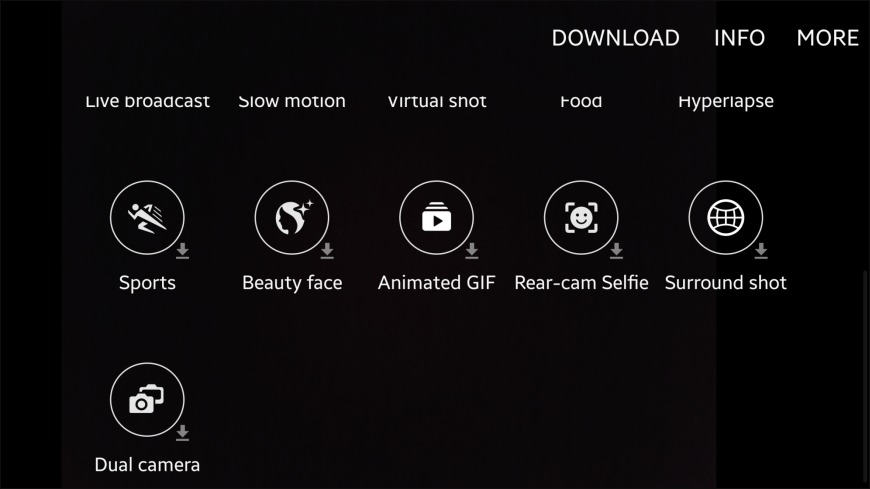 DOWNLOAD INFO MORE
Live broadcast Slow motion Virtual shot Food Hyperlapse
Sports Beauty face Animated GIF Rear-cam Selfie Surround shot
Dual camera